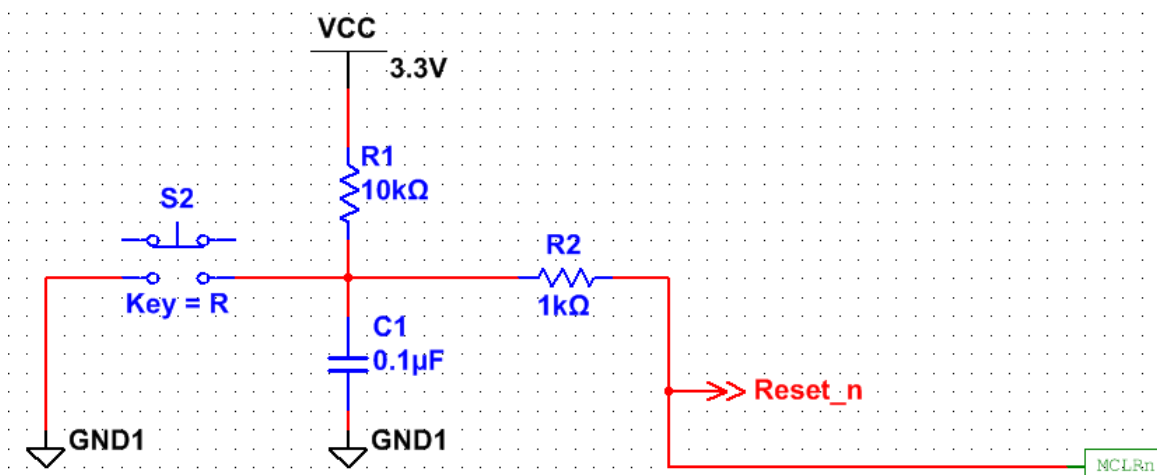 VCC
3.3V
R1
10kΩ
S2
Key = R
R2
1kΩ
C1
0.1µF
Reset_n
GND1
GND1
MCLRn